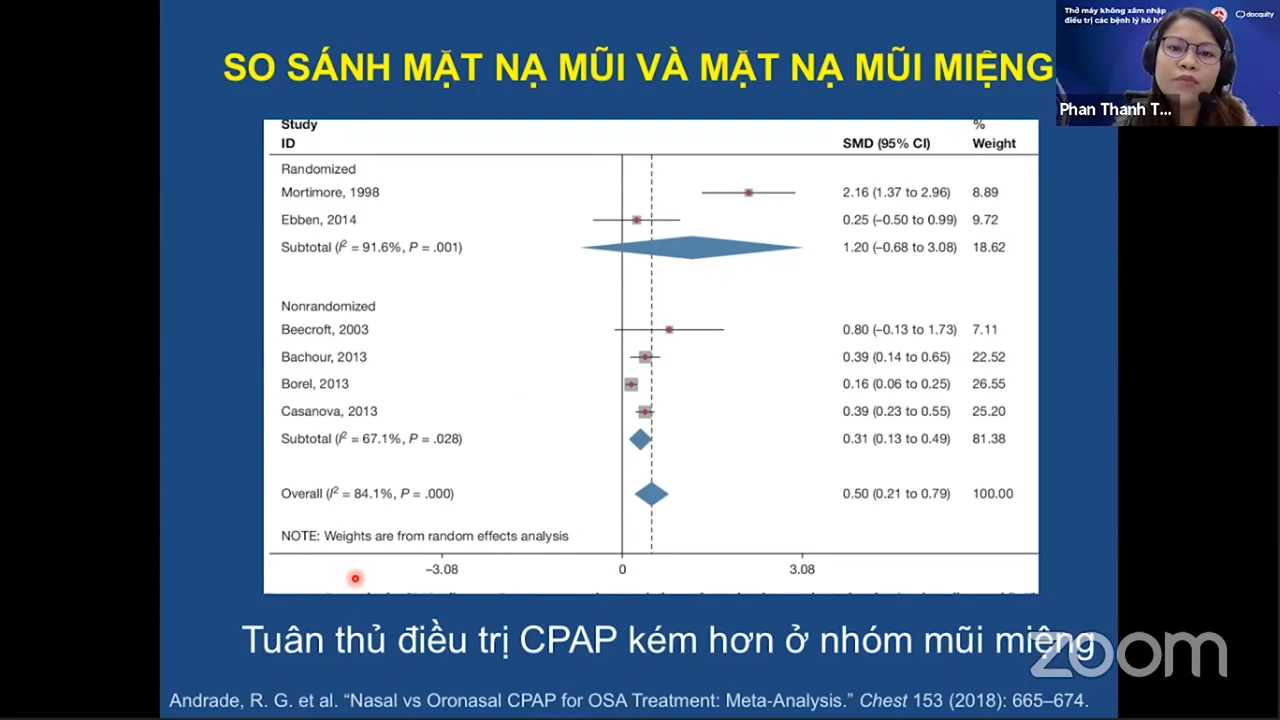 Thở máy không xâm nhập
điều trị các bệnh lý hô
docquity
Phan Thanh T...
SO SÁNH MẶT NẠ MŨI VÀ MẶT NẠ MŨI MIỆNG
Study
ID
SMD (95% CI)
%
Weight
Randomized
Mortimore, 1998 2.16 (1.37 to 2.96) 8.89
Ebben, 2014 0.25 (−0.50 to 0.99) 9.72
Subtotal (I² = 91.6%, P = .001) 1.20 (−0.68 to 3.08) 18.62
Nonrandomized
Beecroft, 2003 0.80 (−0.13 to 1.73) 7.11
Bachour, 2013 0.39 (0.14 to 0.65) 22.52
Borel, 2013 0.16 (0.06 to 0.25) 26.55
Casanova, 2013 0.39 (0.23 to 0.55) 25.20
Subtotal (I² = 67.1%, P = .028) 0.31 (0.13 to 0.49) 81.38
Overall (I² = 84.1%, P = .000) 0.50 (0.21 to 0.79) 100.00
NOTE: Weights are from random effects analysis
−3.08 0 3.08
Tuân thủ điều trị CPAP kém hơn ở nhóm mũi miệng
zoom
Andrade, R. G. et al. “Nasal vs Oronasal CPAP for OSA Treatment: Meta-Analysis.” Chest 153 (2018): 665–674.